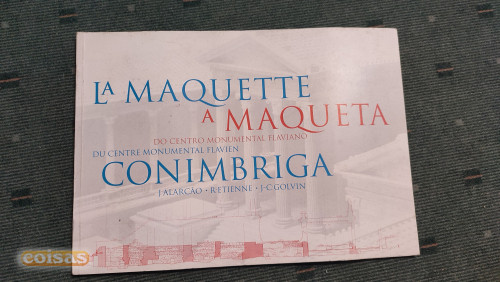 LA MAQUETTE
A MAQUETA
DO CENTRO MONUMENTAL FLAVIANO
DU CENTRE MONUMENTAL FLAVIEN
CONIMBRIGA
J ALARCÃO • R ETIENNE • J-C GOLVIN
coisas